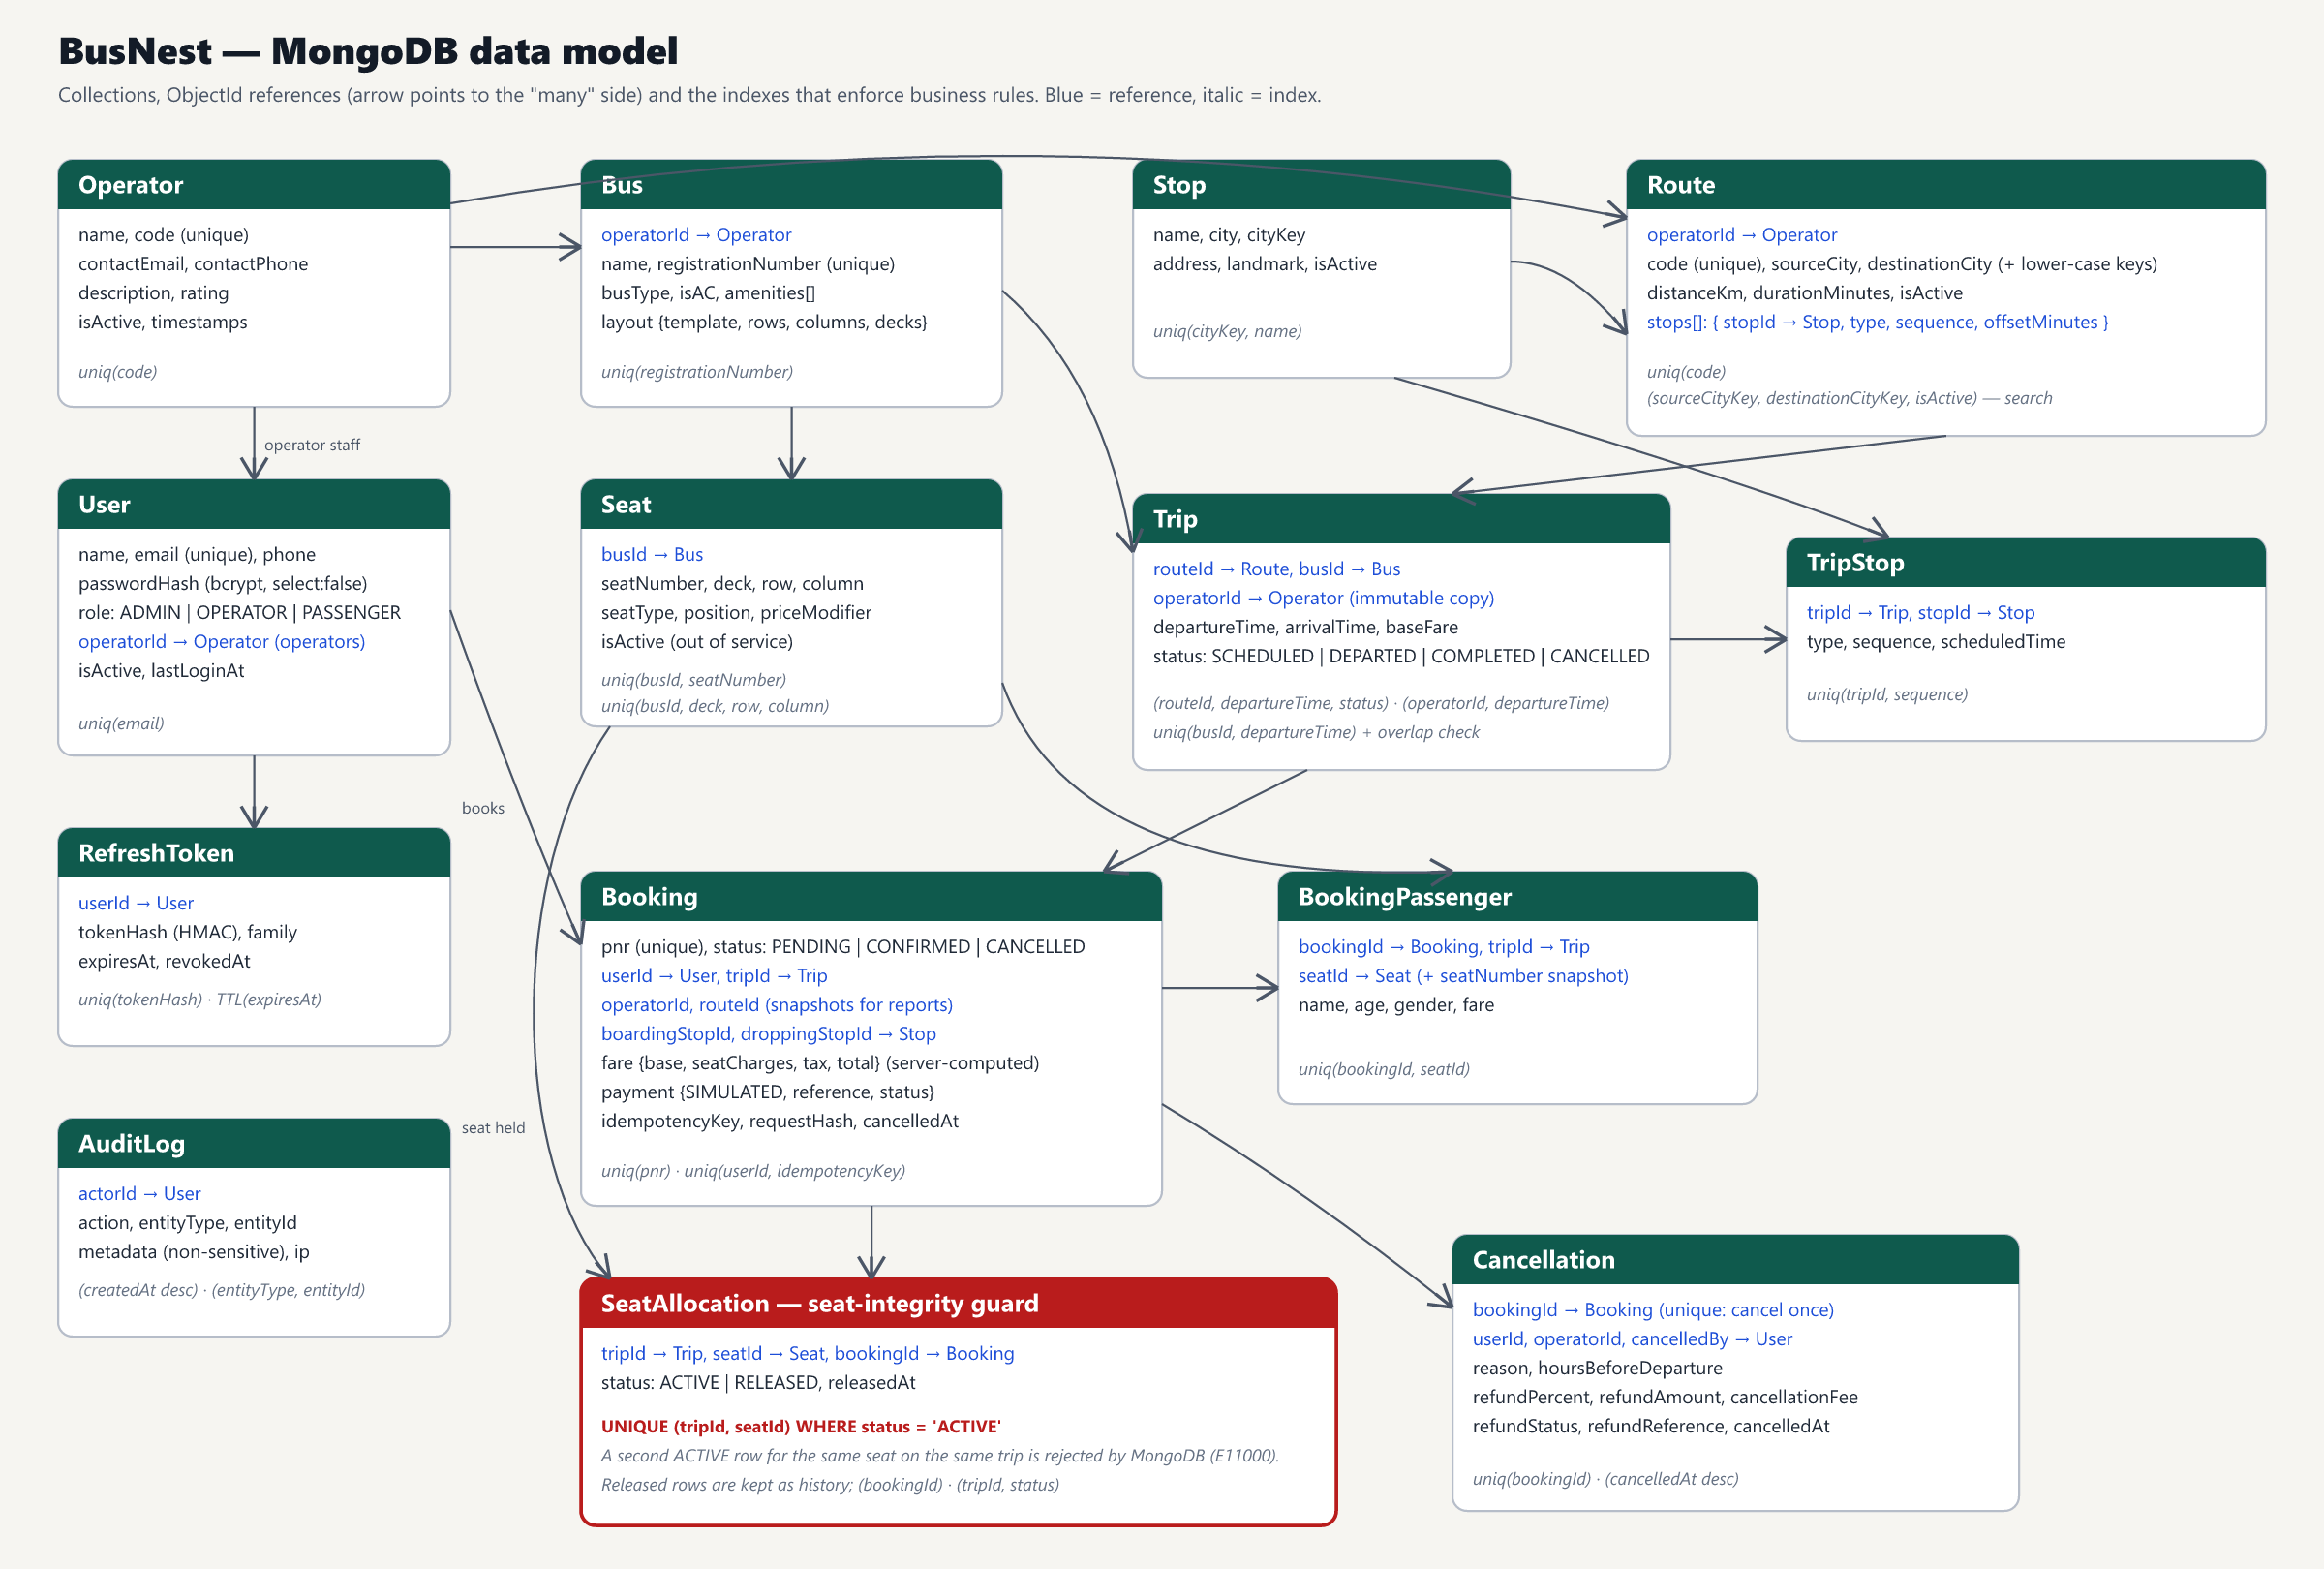 BusNest — MongoDB data model
Collections, ObjectId references (arrow points to the "many" side) and the indexes that enforce business rules. Blue = reference, italic = index.
Operator
name, code (unique)
contactEmail, contactPhone
description, rating
isActive, timestamps
uniq(code)
Bus
operatorId → Operator
name, registrationNumber (unique)
busType, isAC, amenities[]
layout {template, rows, columns, decks}
uniq(registrationNumber)
Stop
name, city, cityKey
address, landmark, isActive
uniq(cityKey, name)
Route
operatorId → Operator
code (unique), sourceCity, destinationCity (+ lower-case keys)
distanceKm, durationMinutes, isActive
stops[]: { stopId → Stop, type, sequence, offsetMinutes }
uniq(code)
(sourceCityKey, destinationCityKey, isActive) — search
operator staff
User
name, email (unique), phone
passwordHash (bcrypt, select:false)
role: ADMIN | OPERATOR | PASSENGER
operatorId → Operator (operators)
isActive, lastLoginAt
uniq(email)
Seat
busId → Bus
seatNumber, deck, row, column
seatType, position, priceModifier
isActive (out of service)
uniq(busId, seatNumber)
uniq(busId, deck, row, column)
Trip
routeId → Route, busId → Bus
operatorId → Operator (immutable copy)
departureTime, arrivalTime, baseFare
status: SCHEDULED | DEPARTED | COMPLETED | CANCELLED
(routeId, departureTime, status) · (operatorId, departureTime)
uniq(busId, departureTime) + overlap check
TripStop
tripId → Trip, stopId → Stop
type, sequence, scheduledTime
uniq(tripId, sequence)
books
RefreshToken
userId → User
tokenHash (HMAC), family
expiresAt, revokedAt
uniq(tokenHash) · TTL(expiresAt)
Booking
pnr (unique), status: PENDING | CONFIRMED | CANCELLED
userId → User, tripId → Trip
operatorId, routeId (snapshots for reports)
boardingStopId, droppingStopId → Stop
fare {base, seatCharges, tax, total} (server-computed)
payment {SIMULATED, reference, status}
idempotencyKey, requestHash, cancelledAt
uniq(pnr) · uniq(userId, idempotencyKey)
BookingPassenger
bookingId → Booking, tripId → Trip
seatId → Seat (+ seatNumber snapshot)
name, age, gender, fare
uniq(bookingId, seatId)
seat held
AuditLog
actorId → User
action, entityType, entityId
metadata (non-sensitive), ip
(createdAt desc) · (entityType, entityId)
SeatAllocation — seat-integrity guard
tripId → Trip, seatId → Seat, bookingId → Booking
status: ACTIVE | RELEASED, releasedAt
UNIQUE (tripId, seatId) WHERE status = 'ACTIVE'
A second ACTIVE row for the same seat on the same trip is rejected by MongoDB (E11000).
Released rows are kept as history; (bookingId) · (tripId, status)
Cancellation
bookingId → Booking (unique: cancel once)
userId, operatorId, cancelledBy → User
reason, hoursBeforeDeparture
refundPercent, refundAmount, cancellationFee
refundStatus, refundReference, cancelledAt
uniq(bookingId) · (cancelledAt desc)